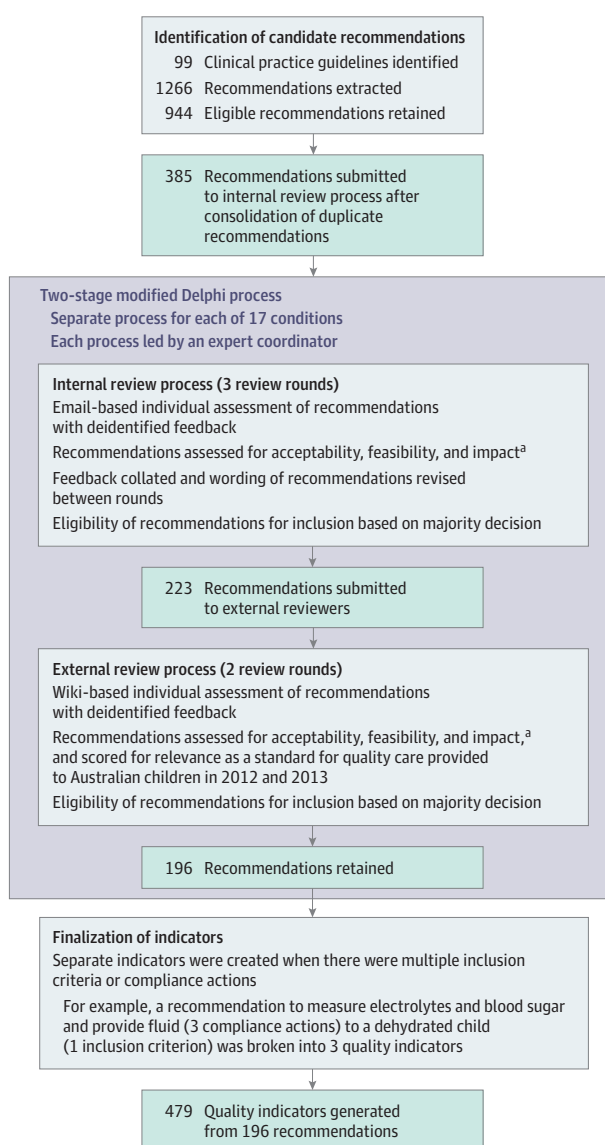 Identification of candidate recommendations
99 Clinical practice guidelines identified
1266 Recommendations extracted
944 Eligible recommendations retained
385 Recommendations submitted
to internal review process after
consolidation of duplicate
recommendations
Two-stage modified Delphi process
Separate process for each of 17 conditions
Each process led by an expert coordinator
Internal review process (3 review rounds)
Email-based individual assessment of recommendations
with deidentified feedback
Recommendations assessed for acceptability, feasibility, and impactᵃ
Feedback collated and wording of recommendations revised
between rounds
Eligibility of recommendations for inclusion based on majority decision
223 Recommendations submitted
to external reviewers
External review process (2 review rounds)
Wiki-based individual assessment of recommendations
with deidentified feedback
Recommendations assessed for acceptability, feasibility, and impact,ᵃ
and scored for relevance as a standard for quality care provided
to Australian children in 2012 and 2013
Eligibility of recommendations for inclusion based on majority decision
196 Recommendations retained
Finalization of indicators
Separate indicators were created when there were multiple inclusion
criteria or compliance actions
For example, a recommendation to measure electrolytes and blood sugar
and provide fluid (3 compliance actions) to a dehydrated child
(1 inclusion criterion) was broken into 3 quality indicators
479 Quality indicators generated
from 196 recommendations